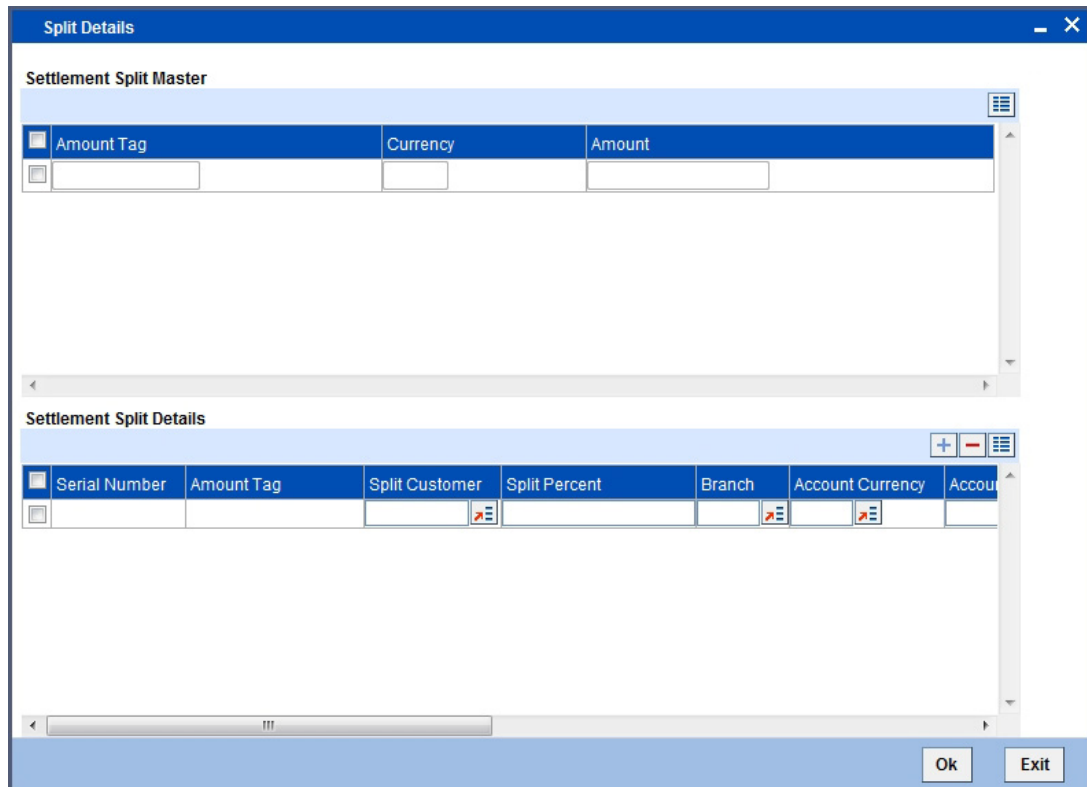 Split Details
Settlement Split Master
Amount Tag Currency Amount
Settlement Split Details
Serial Number Amount Tag Split Customer Split Percent Branch Account Currency Accou
Ok Exit